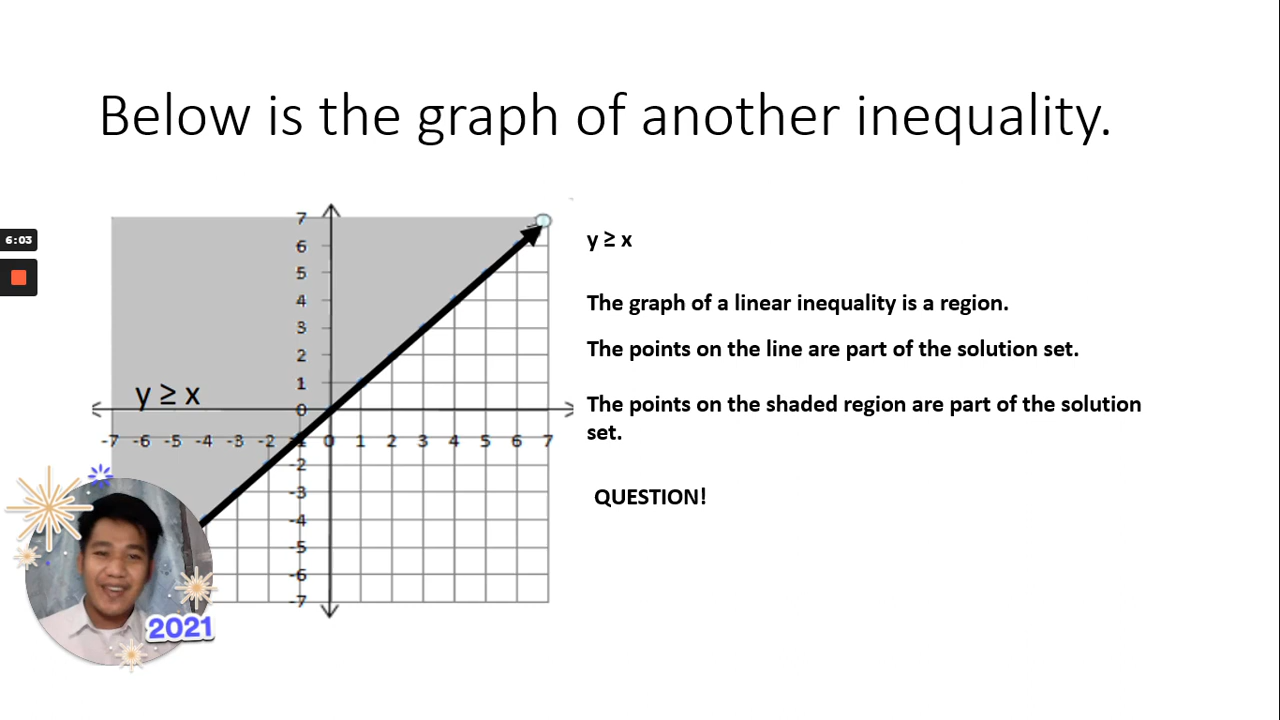 Below is the graph of another inequality.
6:03
7
6
5
4
3
2
1
0
y ≥ x
-7 -6 -5 -4 -3 -2 -1 0 1 2 3 4 5 6 7
-2
-3
-4
-5
-6
-7
y ≥ x
The graph of a linear inequality is a region.
The points on the line are part of the solution set.
The points on the shaded region are part of the solution
set.
QUESTION!
2021